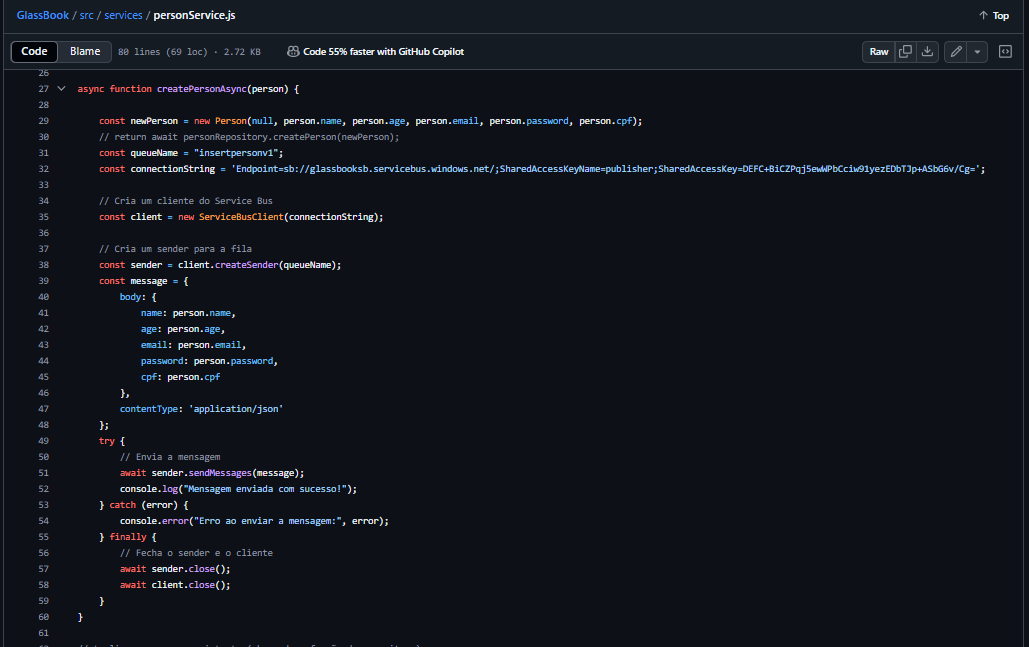 GlassBook / src / services / personService.js
Top
Code Blame 80 lines (69 loc) · 2.72 KB Code 55% faster with GitHub Copilot Raw
26
27 async function createPersonAsync(person) {
28
29 const newPerson = new Person(null, person.name, person.age, person.email, person.password, person.cpf);
30 // return await personRepository.createPerson(newPerson);
31 const queueName = "insertpersonv1";
32 const connectionString = 'Endpoint=sb://glassbooksb.servicebus.windows.net/;SharedAccessKeyName=publisher;SharedAccessKey=DEFC+BiCZPqj5ewWPbCciw91yezEDbTJp+ASbG6v/Cg=';
33
34 // Cria um cliente do Service Bus
35 const client = new ServiceBusClient(connectionString);
36
37 // Cria um sender para a fila
38 const sender = client.createSender(queueName);
39 const message = {
40 body: {
41 name: person.name,
42 age: person.age,
43 email: person.email,
44 password: person.password,
45 cpf: person.cpf
46 },
47 contentType: 'application/json'
48 };
49 try {
50 // Envia a mensagem
51 await sender.sendMessages(message);
52 console.log("Mensagem enviada com sucesso!");
53 } catch (error) {
54 console.error("Erro ao enviar a mensagem:", error);
55 } finally {
56 // Fecha o sender e o cliente
57 await sender.close();
58 await client.close();
59 }
60 }
61